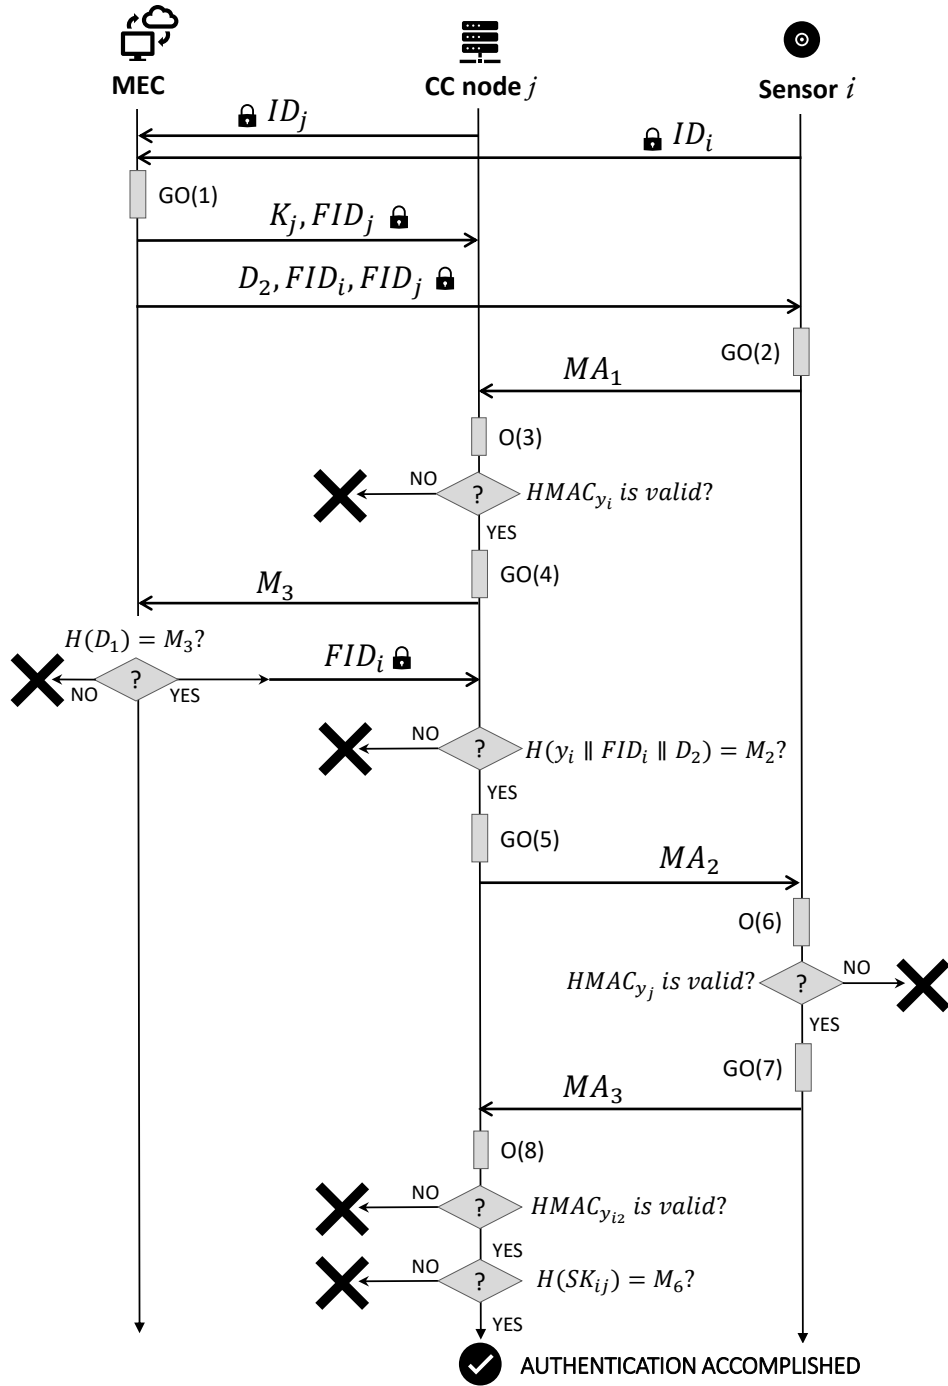 MEC
CC node j
Sensor i
ID_j
ID_i
GO(1)
K_j, FID_j
D_2, FID_i, FID_j
GO(2)
MA_1
O(3)
NO
?
HMAC_{y_i} is valid?
YES
GO(4)
M_3
H(D_1) = M_3?
FID_i
NO
?
YES
NO
?
H(y_i ∥ FID_i ∥ D_2) = M_2?
YES
GO(5)
MA_2
O(6)
HMAC_{y_j} is valid?
?
NO
YES
GO(7)
MA_3
O(8)
NO
?
HMAC_{y_{i2}} is valid?
YES
NO
?
H(SK_{ij}) = M_6?
YES
AUTHENTICATION ACCOMPLISHED